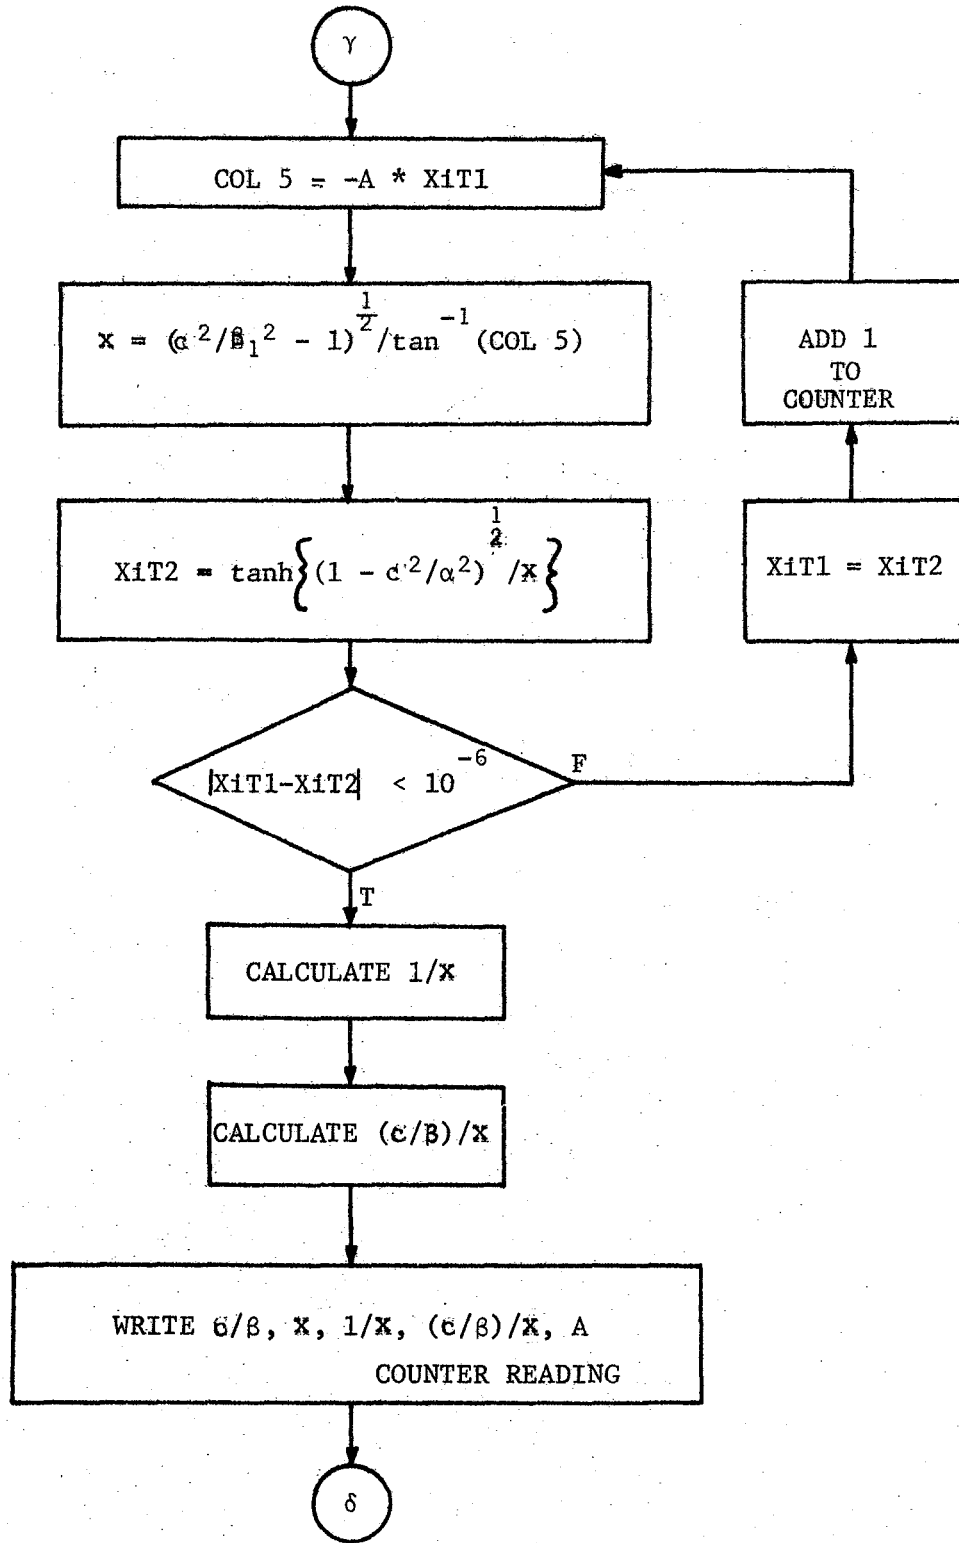 γ
COL 5 = -A * XiT1
x = (α²/β₁² - 1)^½/tan⁻¹(COL 5)
ADD 1
TO
COUNTER
XiT2 = tanh{(1 - c²/α²)^½/x}
XiT1 = XiT2
|XiT1-XiT2| < 10⁻⁶
F
T
CALCULATE 1/x
CALCULATE (c/β)/x
WRITE c/β, x, 1/x, (c/β)/x, A
COUNTER READING
δ